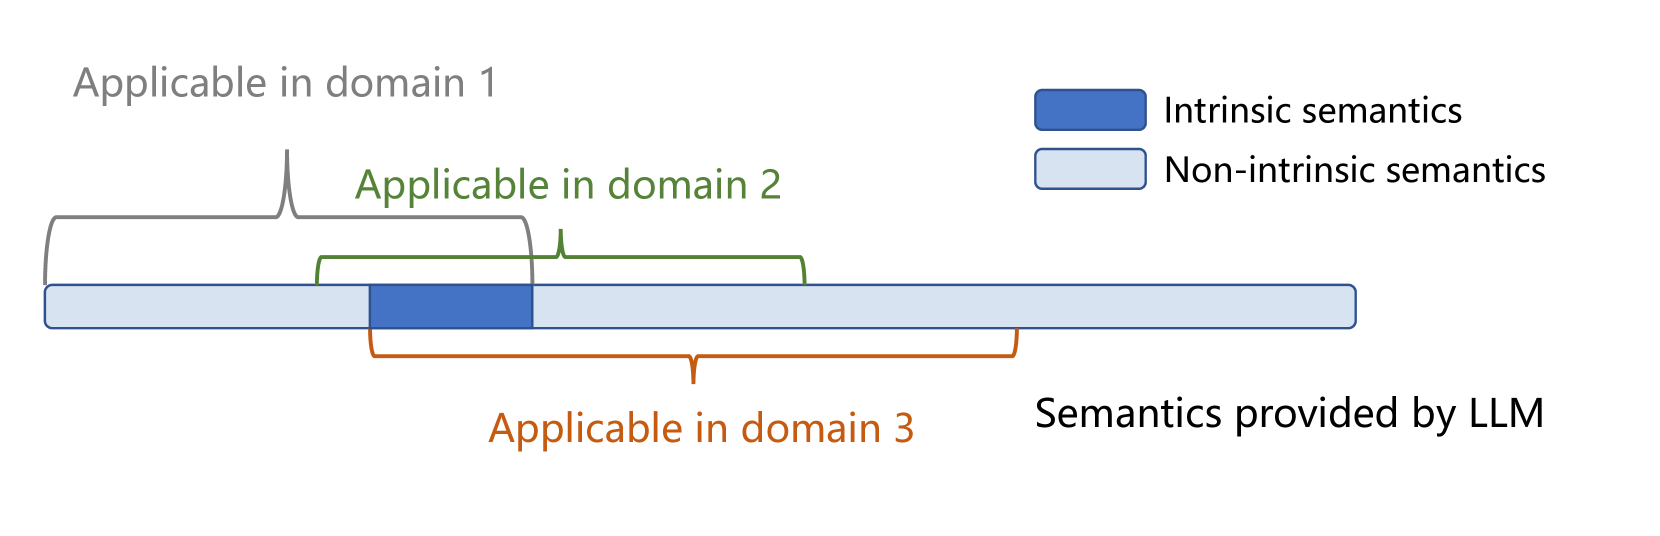 Applicable in domain 1
Intrinsic semantics
Non-intrinsic semantics
Applicable in domain 2
Applicable in domain 3
Semantics provided by LLM